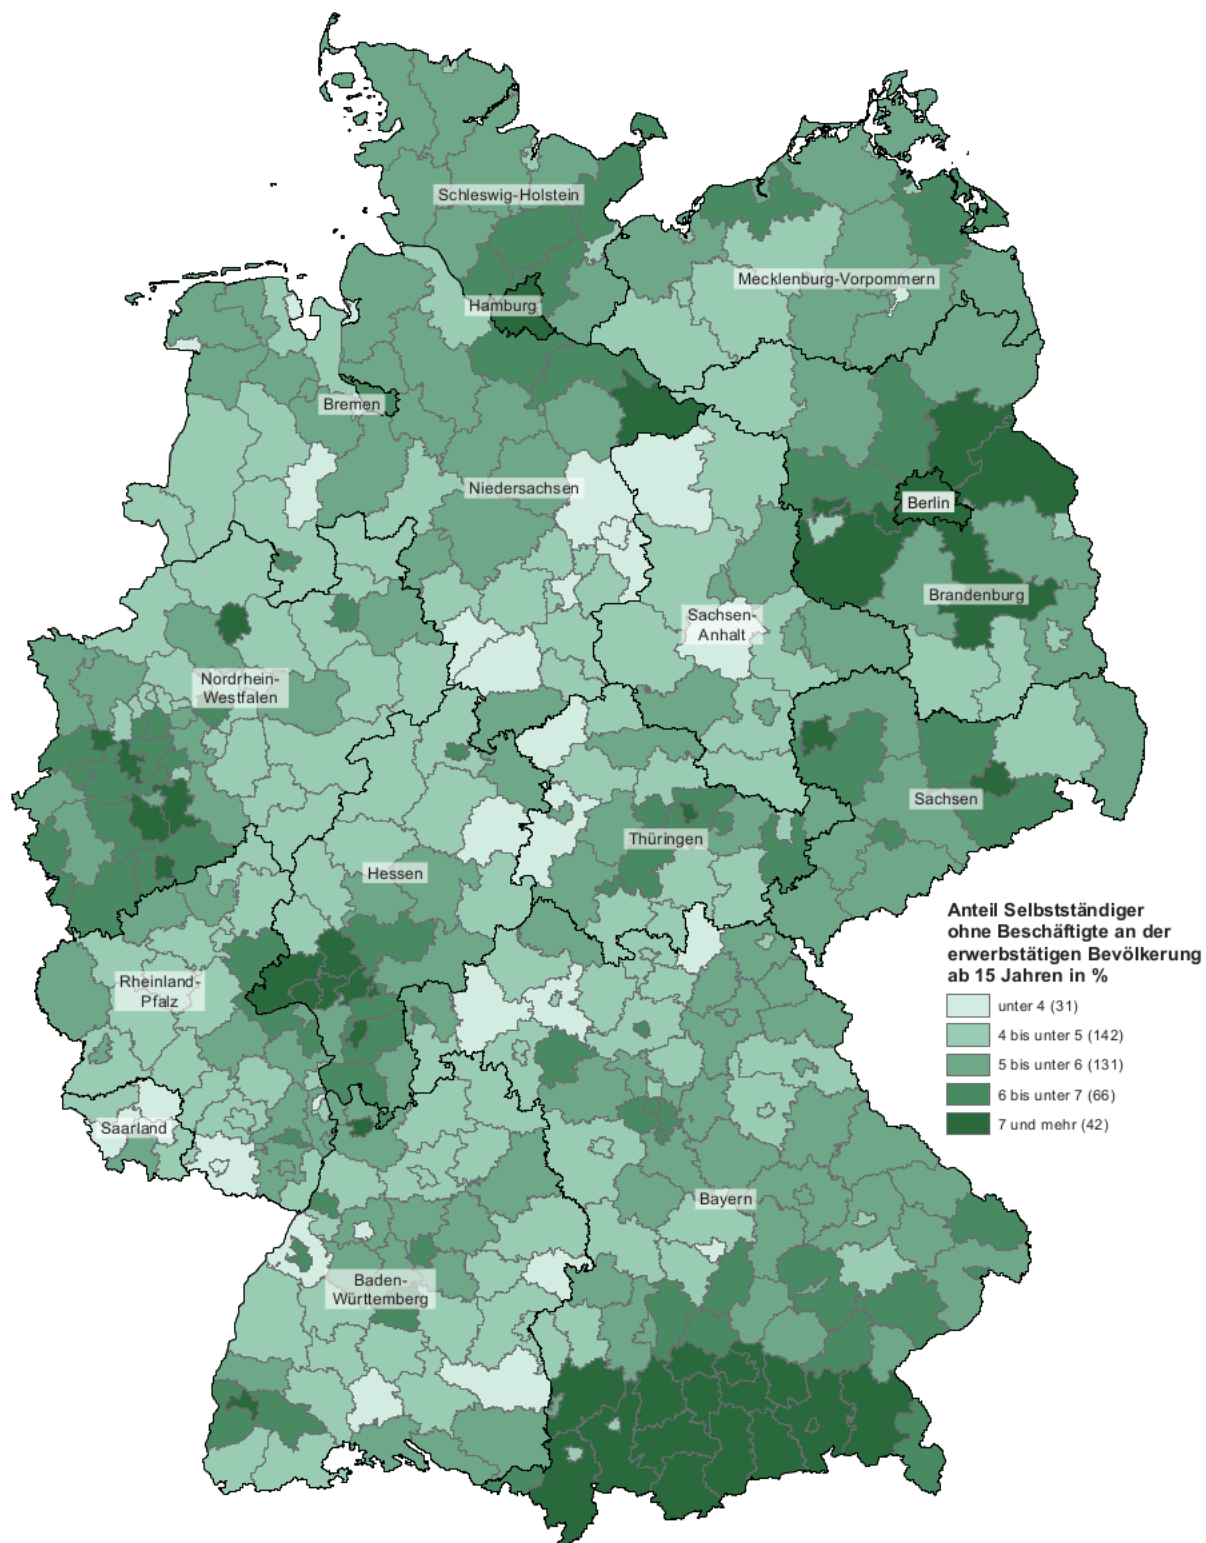 Schleswig-Holstein
Mecklenburg-Vorpommern
Hamburg
Bremen
Niedersachsen
Berlin
Brandenburg
Sachsen-
Anhalt
Nordrhein-
Westfalen
Sachsen
Thüringen
Hessen
Anteil Selbstständiger
ohne Beschäftigte an der
erwerbstätigen Bevölkerung
ab 15 Jahren in %
unter 4 (31)
4 bis unter 5 (142)
5 bis unter 6 (131)
6 bis unter 7 (66)
7 und mehr (42)
Rheinland-
Pfalz
Saarland
Bayern
Baden-
Württemberg